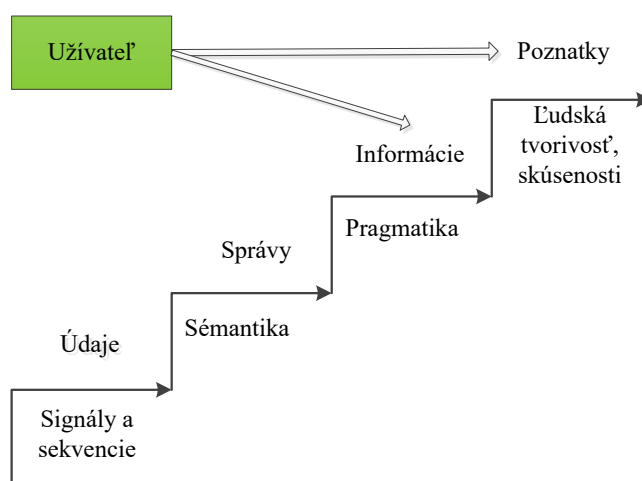 Užívateľ
Poznatky
Ľudská
tvorivosť,
skúsenosti
Informácie
Pragmatika
Správy
Sémantika
Údaje
Signály a
sekvencie